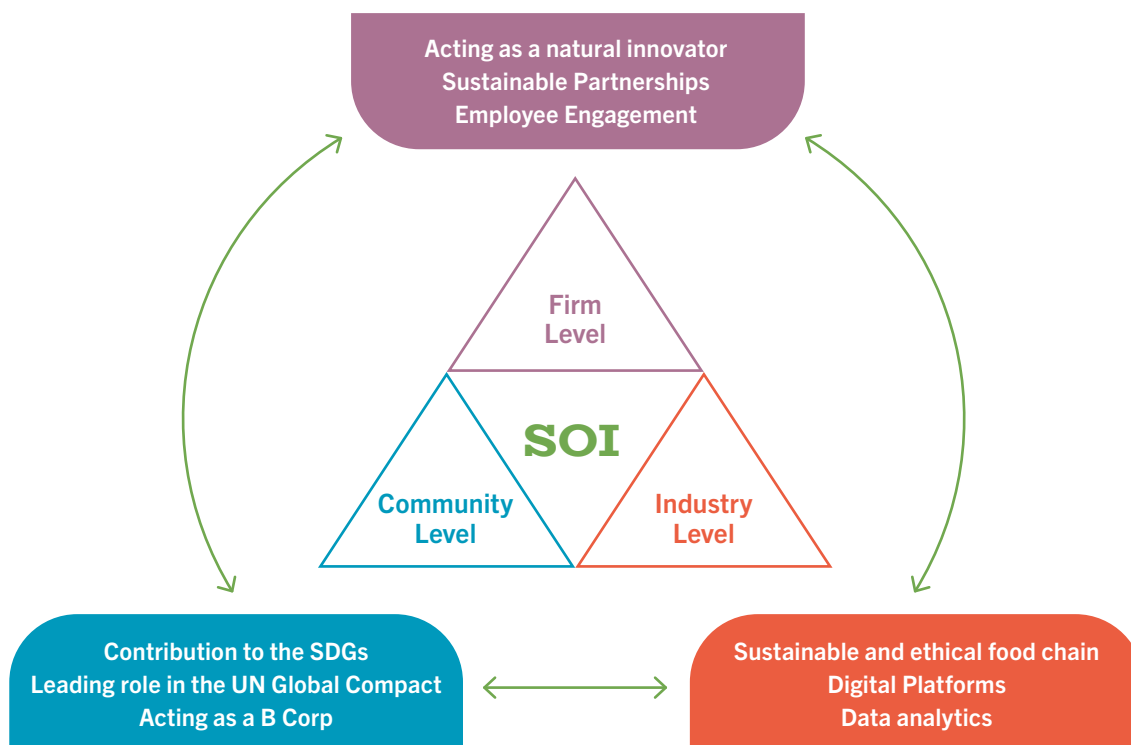 Acting as a natural innovator
Sustainable Partnerships
Employee Engagement
Firm
Level
SOI
Community
Level
Industry
Level
Contribution to the SDGs
Leading role in the UN Global Compact
Acting as a B Corp
Sustainable and ethical food chain
Digital Platforms
Data analytics